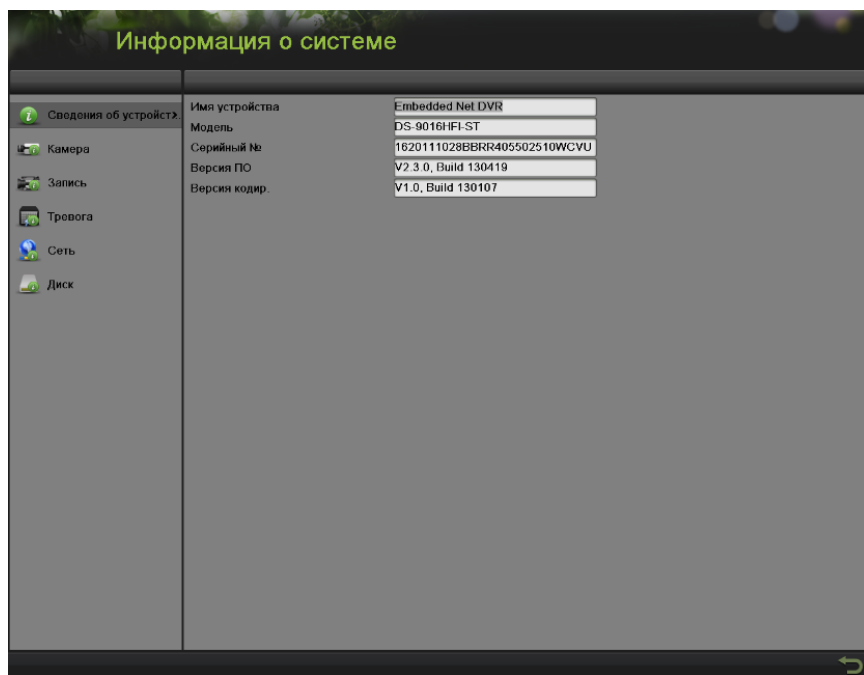 Информация о системе
Сведения об устройств.
Камера
Запись
Тревога
Сеть
Диск
Имя устройства Embedded Net DVR
Модель DS-9016HFI-ST
Серийный № 1620111028BBRR405502510WCVU
Версия ПО V2.3.0, Build 130419
Версия кодир. V1.0, Build 130107